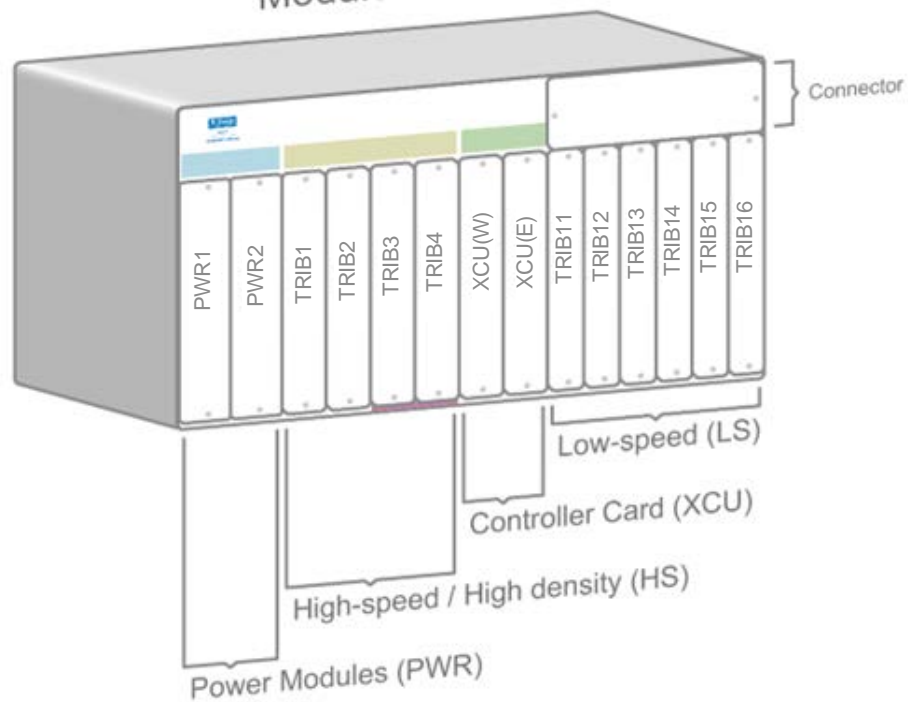 Connector
PWR1
PWR2
TRIB1
TRIB2
TRIB3
TRIB4
XCU(W)
XCU(E)
TRIB11
TRIB12
TRIB13
TRIB14
TRIB15
TRIB16
Low-speed (LS)
Controller Card (XCU)
High-speed / High density (HS)
Power Modules (PWR)